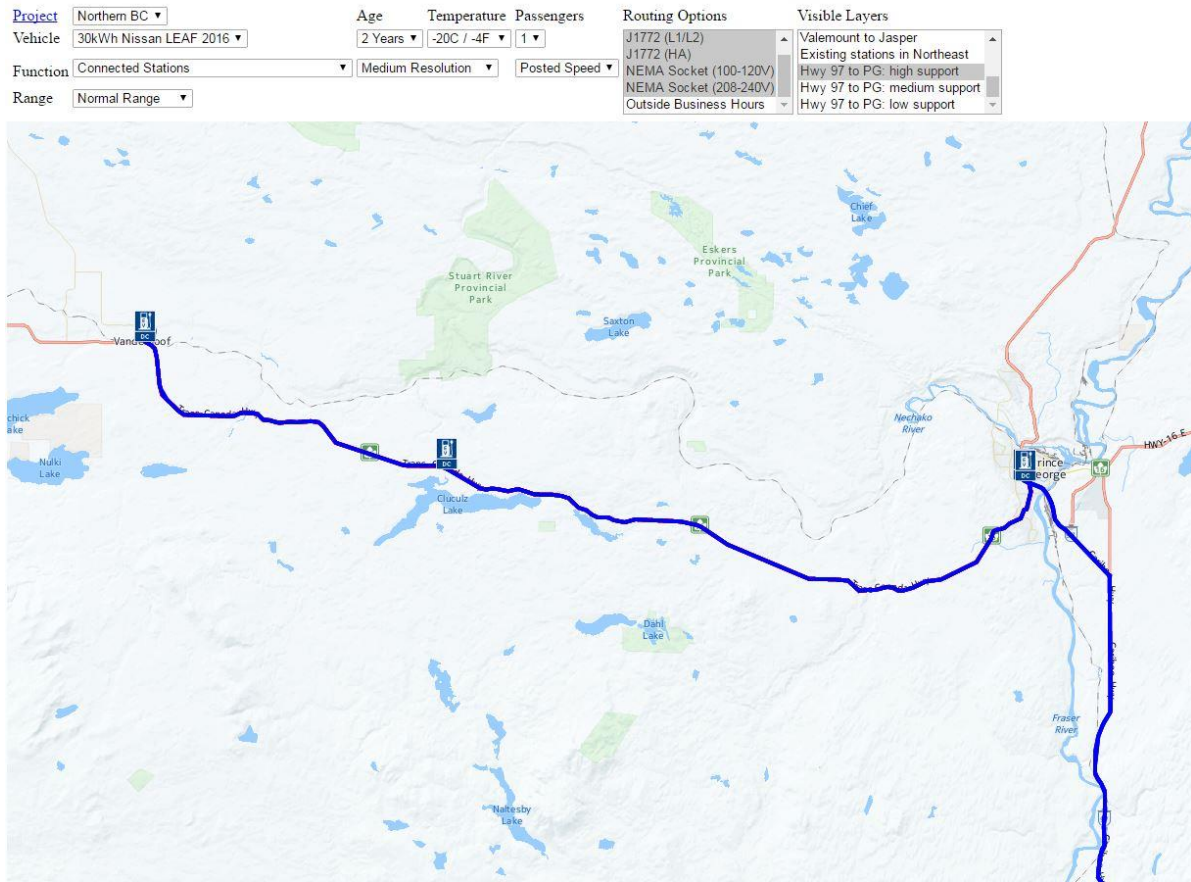 Project Northern BC Age Temperature Passengers Routing Options Visible Layers
Vehicle 30kWh Nissan LEAF 2016 2 Years -20C / -4F 1 J1772 (L1/L2) Valemount to Jasper
J1772 (HA) Existing stations in Northeast
Function Connected Stations Medium Resolution Posted Speed NEMA Socket (100-120V) Hwy 97 to PG: high support
NEMA Socket (208-240V) Hwy 97 to PG: medium support
Range Normal Range Outside Business Hours Hwy 97 to PG: low support
Chief
Lake
Eskers
Provincial
Park
Stuart River
Provincial
Park
Saxton
Lake
DC
Nechako
River
HWY-16 E
Nulki
Lake
DC
DC
Cluculz
Lake
Dahl
Lake
Fraser
River
Naltesby
Lake